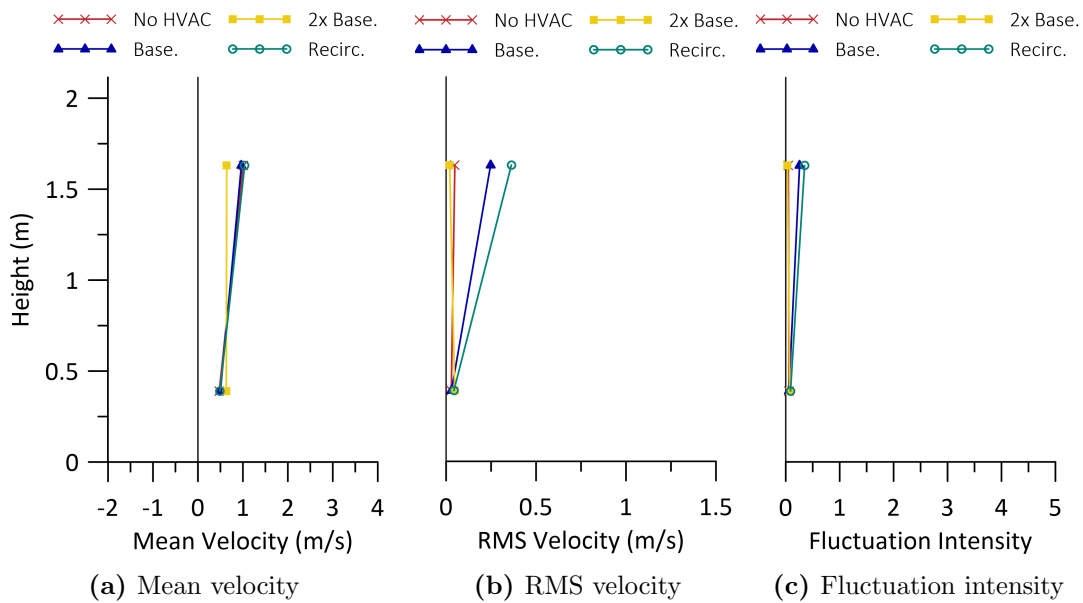 No HVAC 2x Base. No HVAC 2x Base. No HVAC 2x Base.
Base. Recirc. Base. Recirc. Base. Recirc.
2
1.5
1
0.5
0
Height (m)
-2 -1 0 1 2 3 4 0 0.5 1 1.5 0 1 2 3 4 5
Mean Velocity (m/s) RMS Velocity (m/s) Fluctuation Intensity
(a) Mean velocity (b) RMS velocity (c) Fluctuation intensity